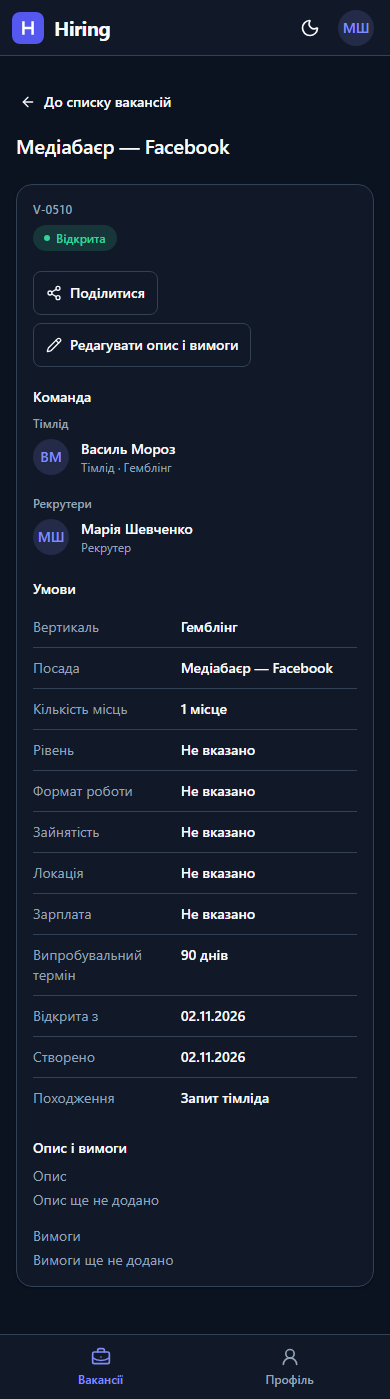 H Hiring МШ
До списку вакансій
Медіабаєр — Facebook
V-0510
Відкрита
Поділитися
Редагувати опис і вимоги
Команда
Тімлід
ВМ Василь Мороз
Тімлід · Гемблінг
Рекрутери
МШ Марія Шевченко
Рекрутер
Умови
Вертикаль Гемблінг
Посада Медіабаєр — Facebook
Кількість місць 1 місце
Рівень Не вказано
Формат роботи Не вказано
Зайнятість Не вказано
Локація Не вказано
Зарплата Не вказано
Випробувальний 90 днів
термін
Відкрита з 02.11.2026
Створено 02.11.2026
Походження Запит тімліда
Опис і вимоги
Опис
Опис ще не додано
Вимоги
Вимоги ще не додано
Вакансії Профіль